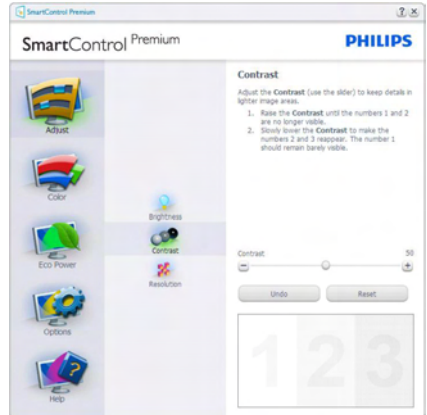 SmartControl Premium
? ×
SmartControl Premium
PHILIPS
Adjust
Color
Eco Power
Options
Help
Brightness
Contrast
Resolution
Contrast
Adjust the Contrast (use the slider) to keep details in
lighter image areas.
1. Raise the Contrast until the numbers 1 and 2
are no longer visible.
2. Slowly lower the Contrast to make the
numbers 2 and 3 reappear. The number 1
should remain barely visible.
Contrast 50
Undo Reset
1 2 3